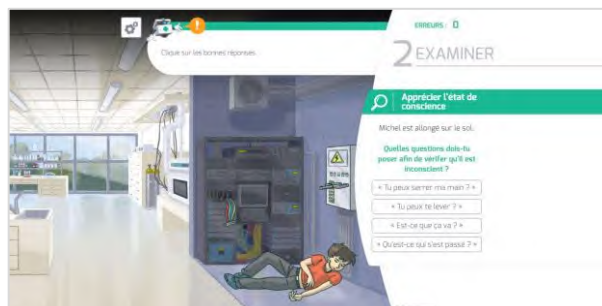 ERREURS : 0
Clique sur les bonnes réponses.
2 EXAMINER
Apprécier l'état de
conscience
Michel est allongé sur le sol.
Quelles questions dois-tu
poser afin de vérifier qu'il est
inconscient ?
« Tu peux serrer ma main ? »
« Tu peux te lever ? »
« Est-ce que ça va ? »
« Qu'est-ce qui s'est passé ? »